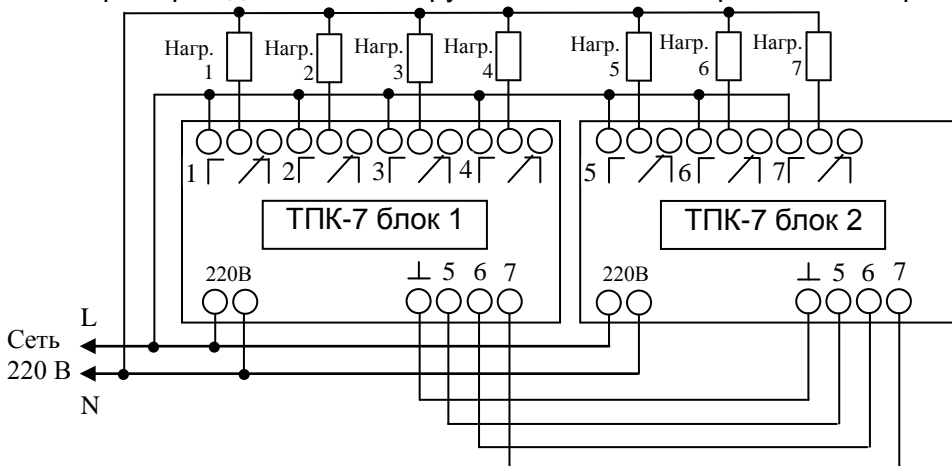 Нагр. 1
Нагр. 2
Нагр. 3
Нагр. 4
Нагр. 5
Нагр. 6
Нагр. 7
1 2 3 4
5 6 7
ТПК-7 блок 1
ТПК-7 блок 2
220В
5 6 7
220В
5 6 7
L
Сеть
220 В
N